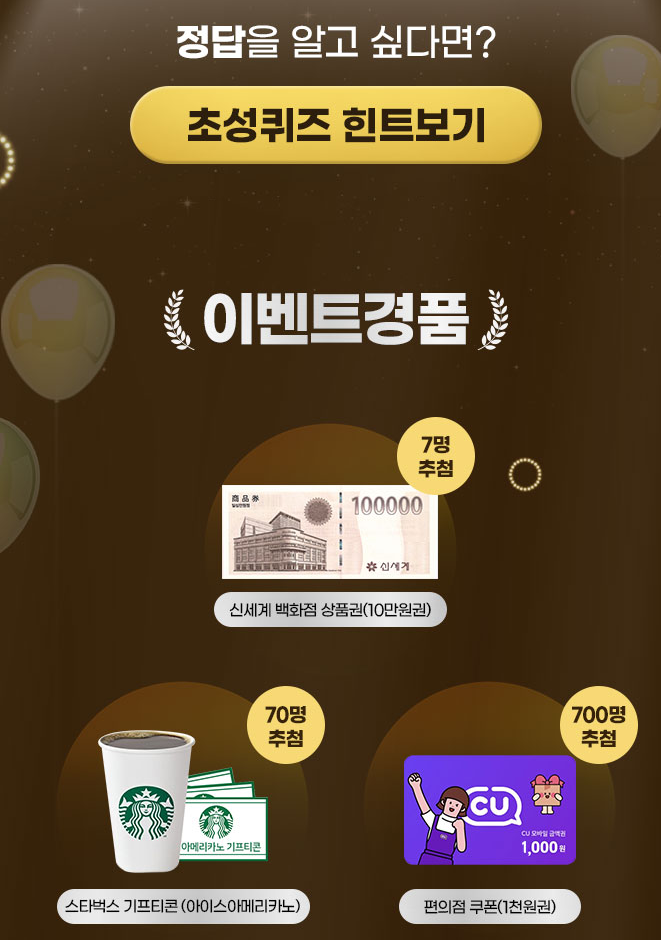 정답을 알고 싶다면?
초성퀴즈 힌트보기
이벤트경품
7명
추첨
商品券
100000
신세계
신세계 백화점 상품권(10만원권)
70명
추첨
700명
추첨
아메리카노 기프티콘
CU
CU 모바일 금액권
1,000원
스타벅스 기프티콘 (아이스아메리카노)
편의점 쿠폰(1천원권)